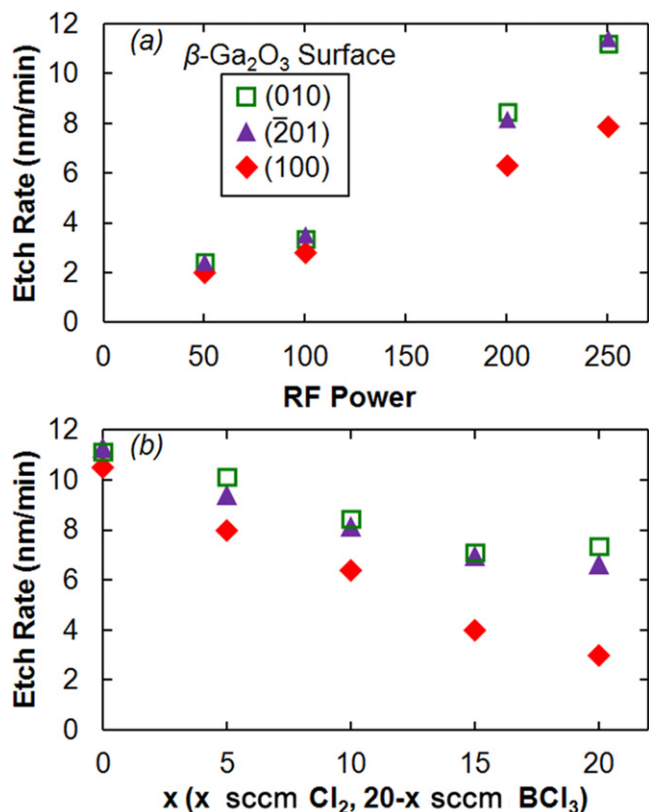 12
(a)
β-Ga₂O₃ Surface
10
(010)
8
(2̅01)
(100)
6
4
2
0
0 50 100 150 200 250
RF Power
Etch Rate (nm/min)
12
(b)
10
8
6
4
2
0
0 5 10 15 20
x (x sccm Cl₂, 20-x sccm BCl₃)
Etch Rate (nm/min)